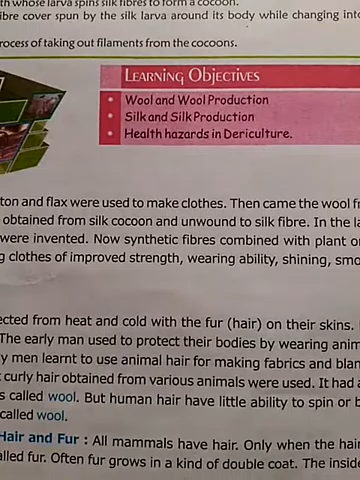 th whose larva spins silk fibres to form a cocoon.
fibre cover spun by the silk larva around its body while changing into
rocess of taking out filaments from the cocoons.
LEARNING OBJECTIVES
• Wool and Wool Production
• Silk and Silk Production
• Health hazards in Dericulture.
ton and flax were used to make clothes. Then came the wool fr
obtained from silk cocoon and unwound to silk fibre. In the la
were invented. Now synthetic fibres combined with plant or
g clothes of improved strength, wearing ability, shining, smo
ected from heat and cold with the fur (hair) on their skins.
The early man used to protect their bodies by wearing anim
y men learnt to use animal hair for making fabrics and blan
t curly hair obtained from various animals were used. It had a
s called wool. But human hair have little ability to spin or b
called wool.
Hair and Fur : All mammals have hair. Only when the hair
alled fur. Often fur grows in a kind of double coat. The inside